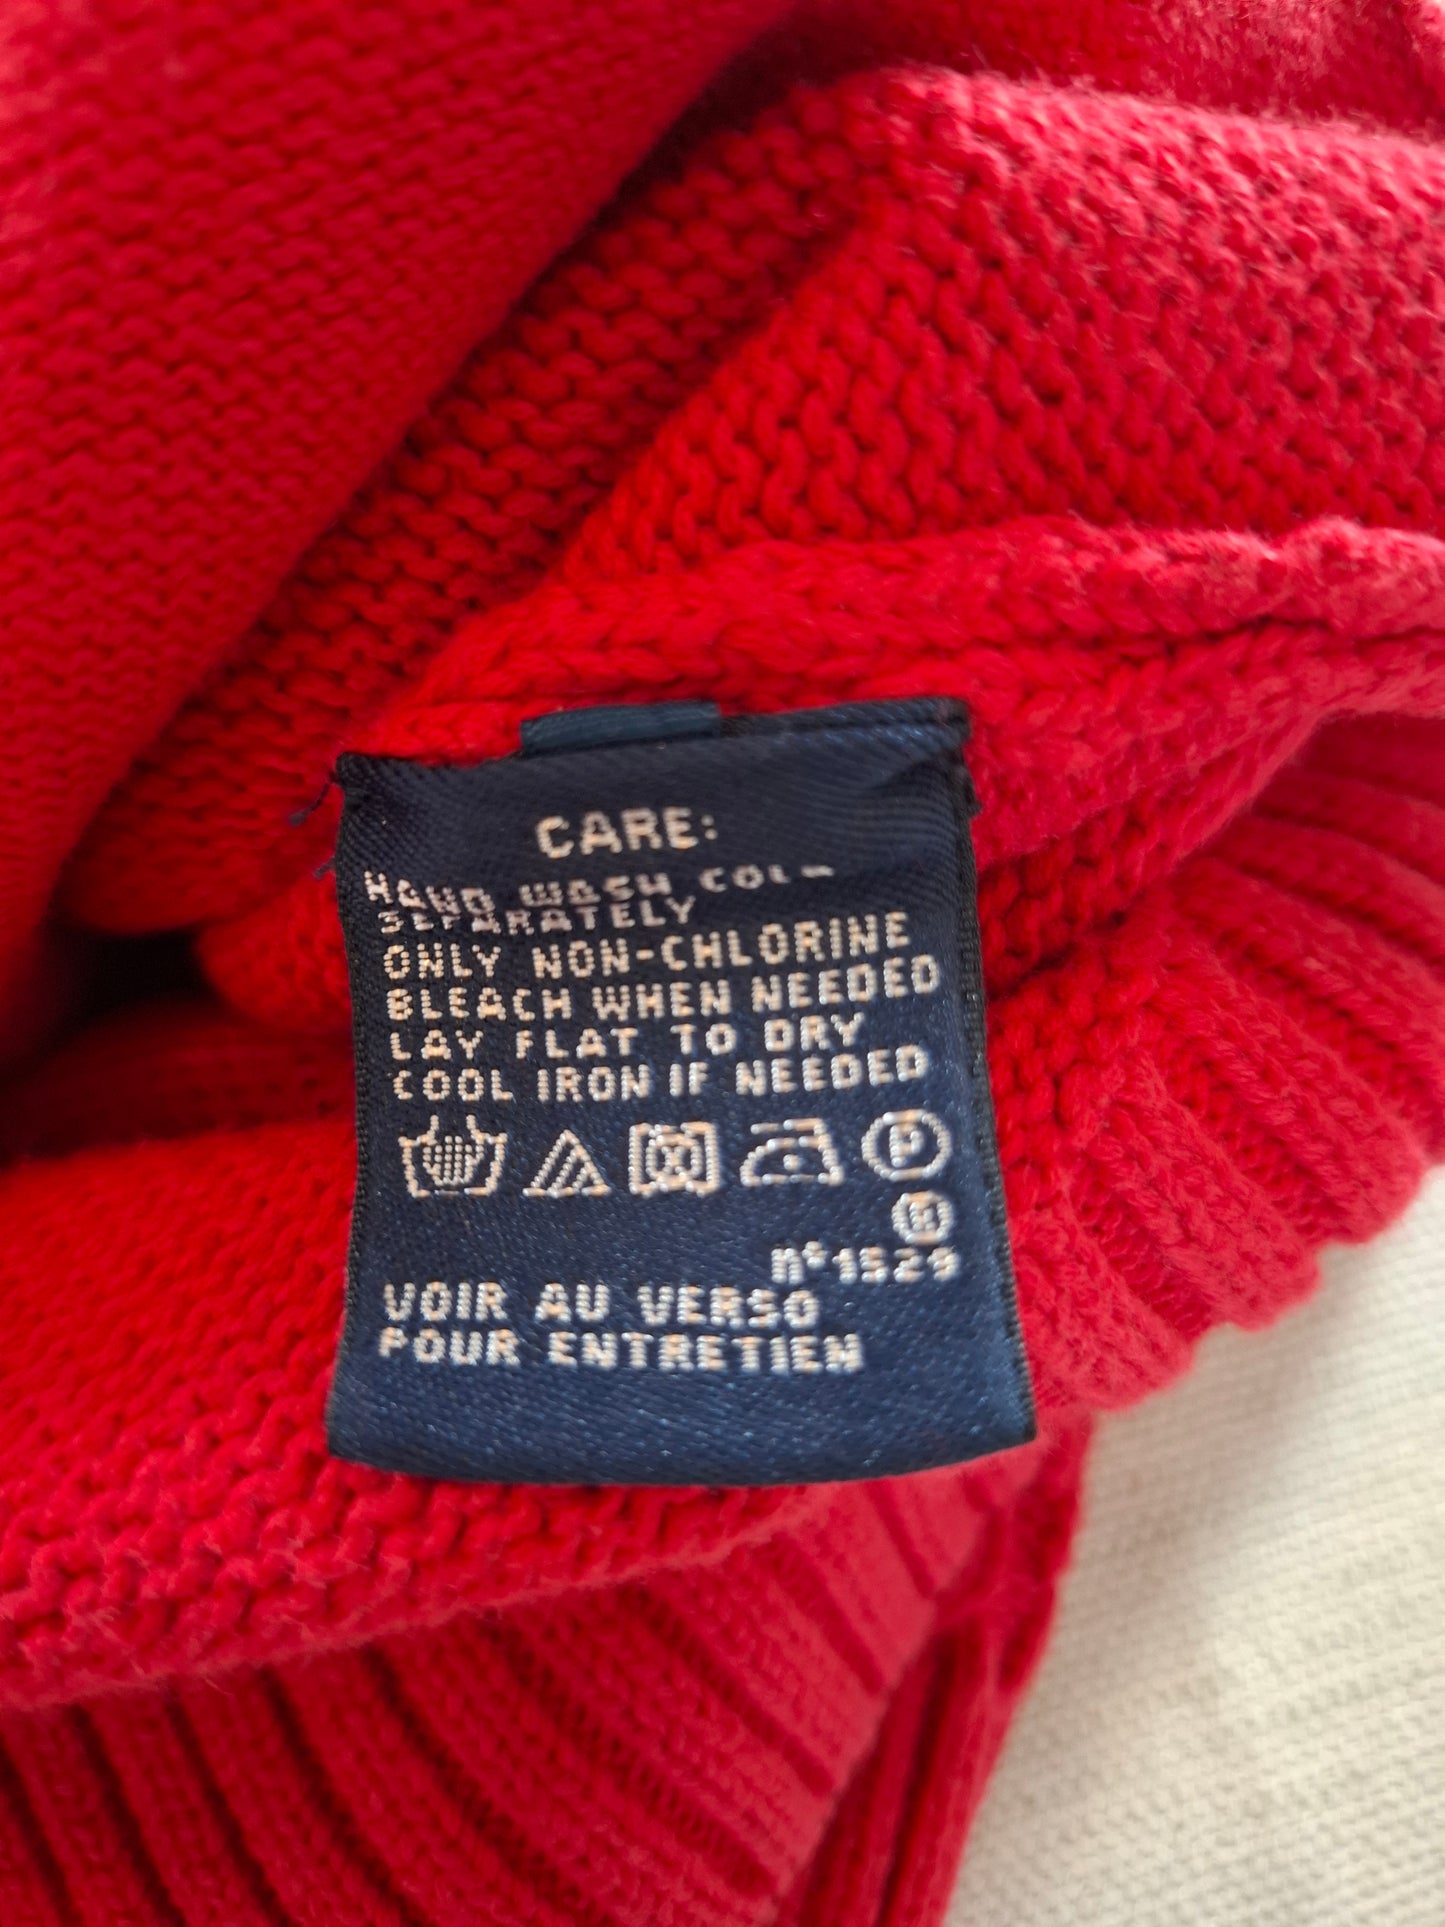 CARE:
HAND WASH COLD
SEPARATELY
ONLY NON-CHLORINE
BLEACH WHEN NEEDED
LAY FLAT TO DRY
COOL IRON IF NEEDED
P
n°1529
VOIR AU VERSO
POUR ENTRETIEN